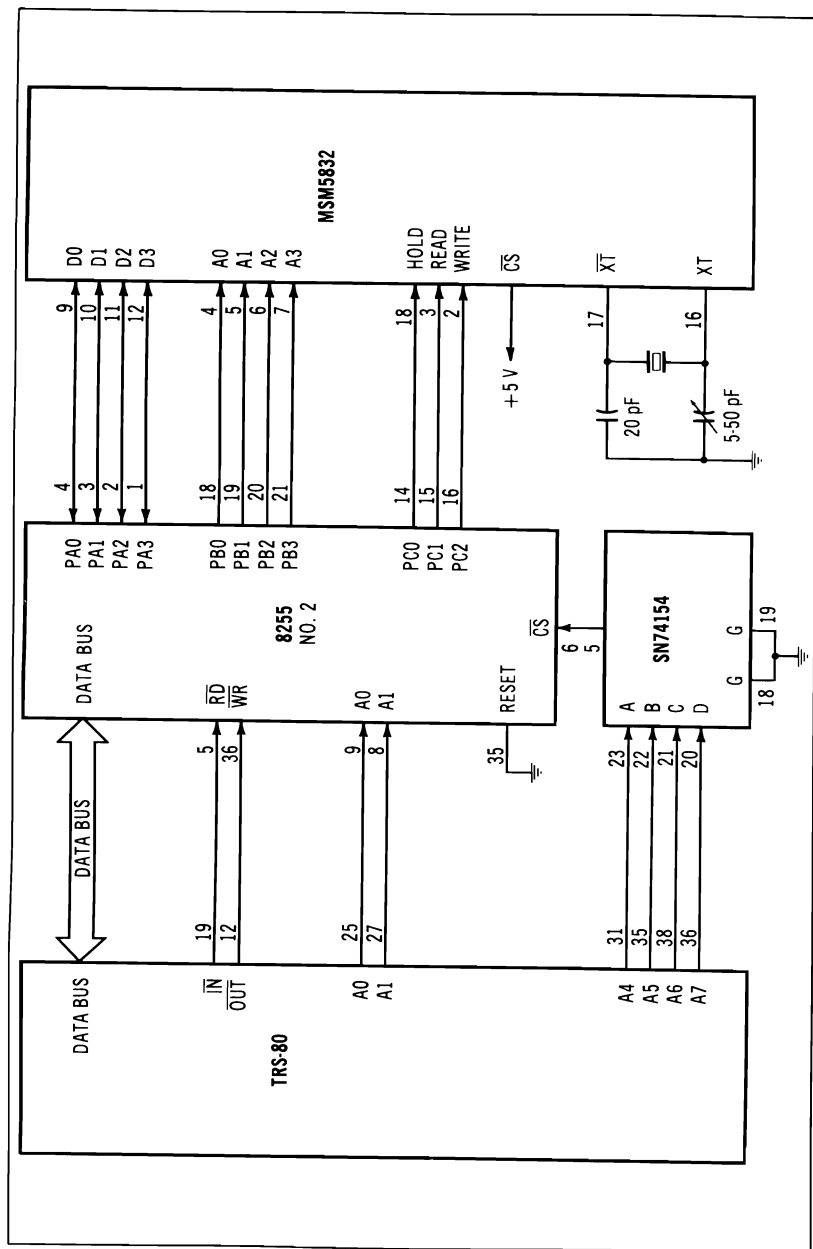 TRS-80
DATA BUS
IN
OUT
A0
A1
A4
A5
A6
A7
19
12
25
27
31
35
38
36
DATA BUS
5
36
9
8
35
23
22
21
20
8255
NO. 2
DATA BUS
RD
WR
A0
A1
RESET
CS
PA0
PA1
PA2
PA3
PB0
PB1
PB2
PB3
PC0
PC1
PC2
6
5
SN74154
A
B
C
D
G
G
18
19
4
3
2
1
18
19
20
21
14
15
16
9
10
11
12
4
5
6
7
18
3
2
+5 V
20 pF
5-50 pF
17
16
MSM5832
D0
D1
D2
D3
A0
A1
A2
A3
HOLD
READ
WRITE
CS
XT
XT